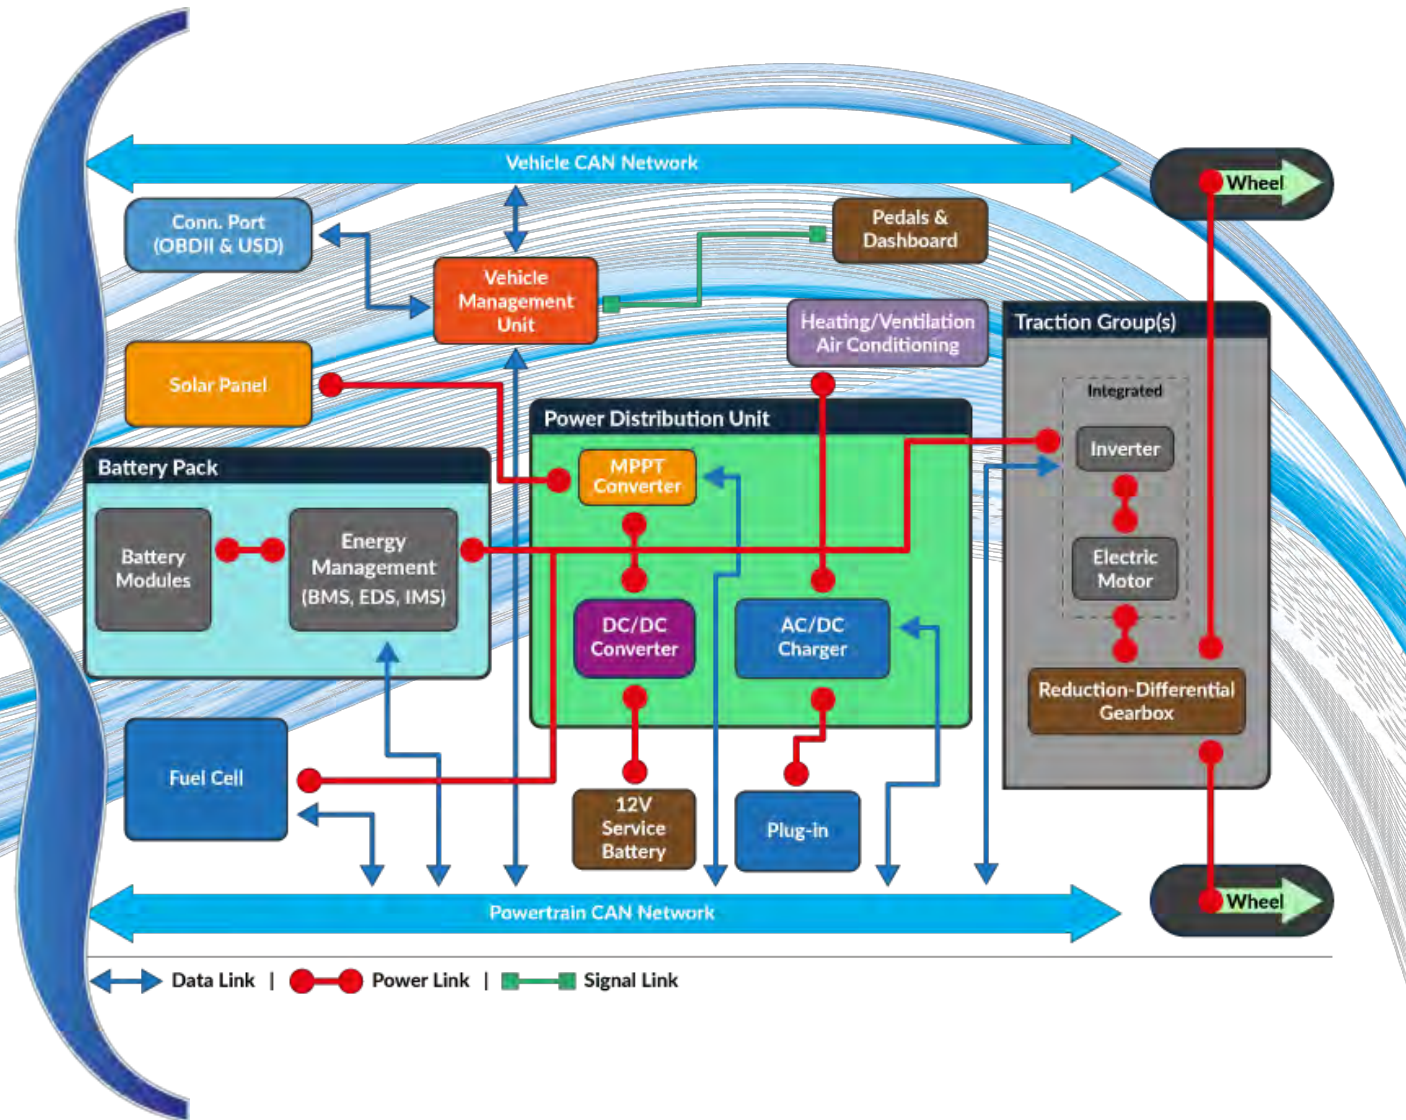 Vehicle CAN Network
Wheel
Conn. Port
(OBDII & USD)
Pedals &
Dashboard
Vehicle
Management
Unit
Heating/Ventilation
Air Conditioning
Traction Group(s)
Solar Panel
Integrated
Power Distribution Unit
Inverter
Battery Pack
MPPT
Converter
Battery
Modules
Energy
Management
(BMS, EDS, IMS)
Electric
Motor
DC/DC
Converter
AC/DC
Charger
Reduction-Differential
Gearbox
Fuel Cell
12V
Service
Battery
Plug-in
Wheel
Powertrain CAN Network
Data Link | Power Link | Signal Link